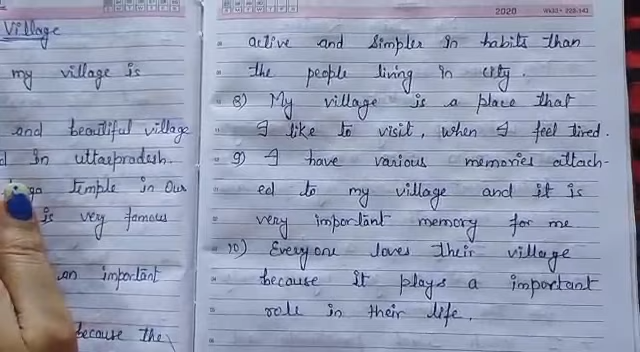 Village
my village is
and beautiful village
d in uttarpradesh.
temple in Our
is very famous
an important
because the
2020
active and simpler in habits than
the people living in city.
8) My village is a place that
I like to visit, when I feel tired.
9) I have various memories attach-
ed to my village and it is
very important memory for me
10) Everyone loves their village
because it plays a important
role in their life.